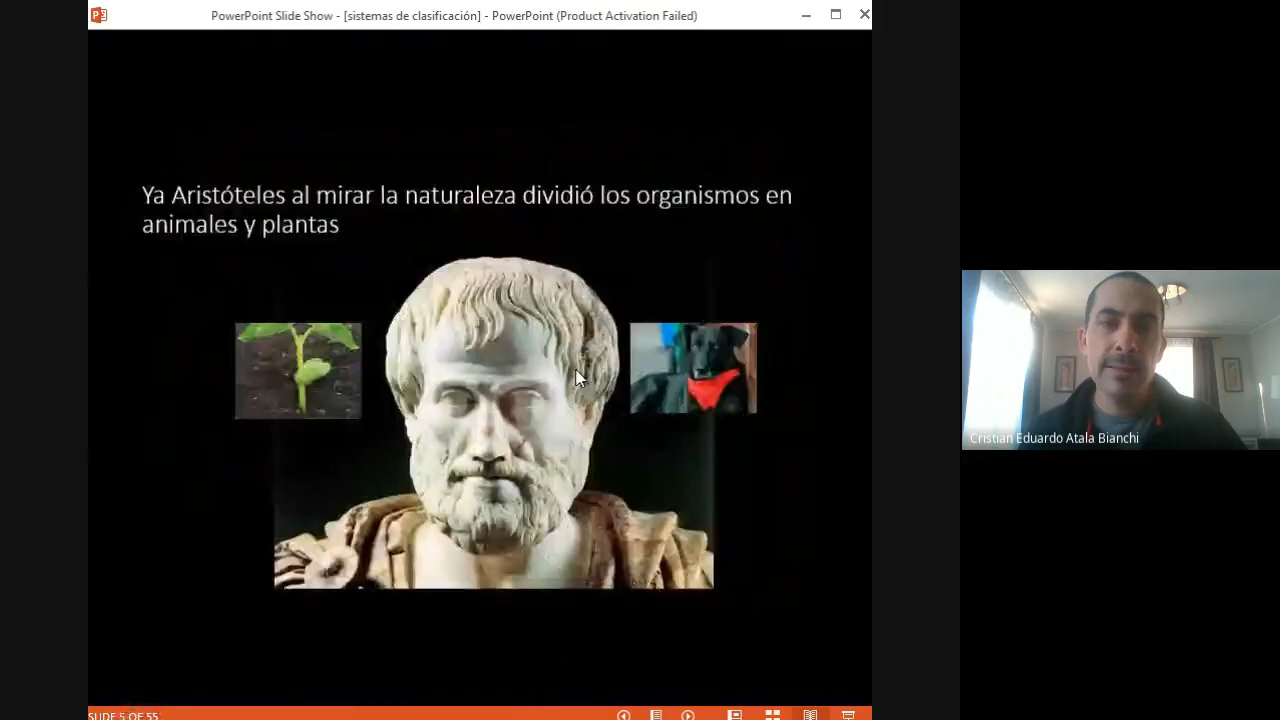 PowerPoint Slide Show - [sistemas de clasificación] - PowerPoint (Product Activation Failed)
Ya Aristóteles al mirar la naturaleza dividió los organismos en
animales y plantas
Cristian Eduardo Atala Bianchi
SLIDE 5 OF 55